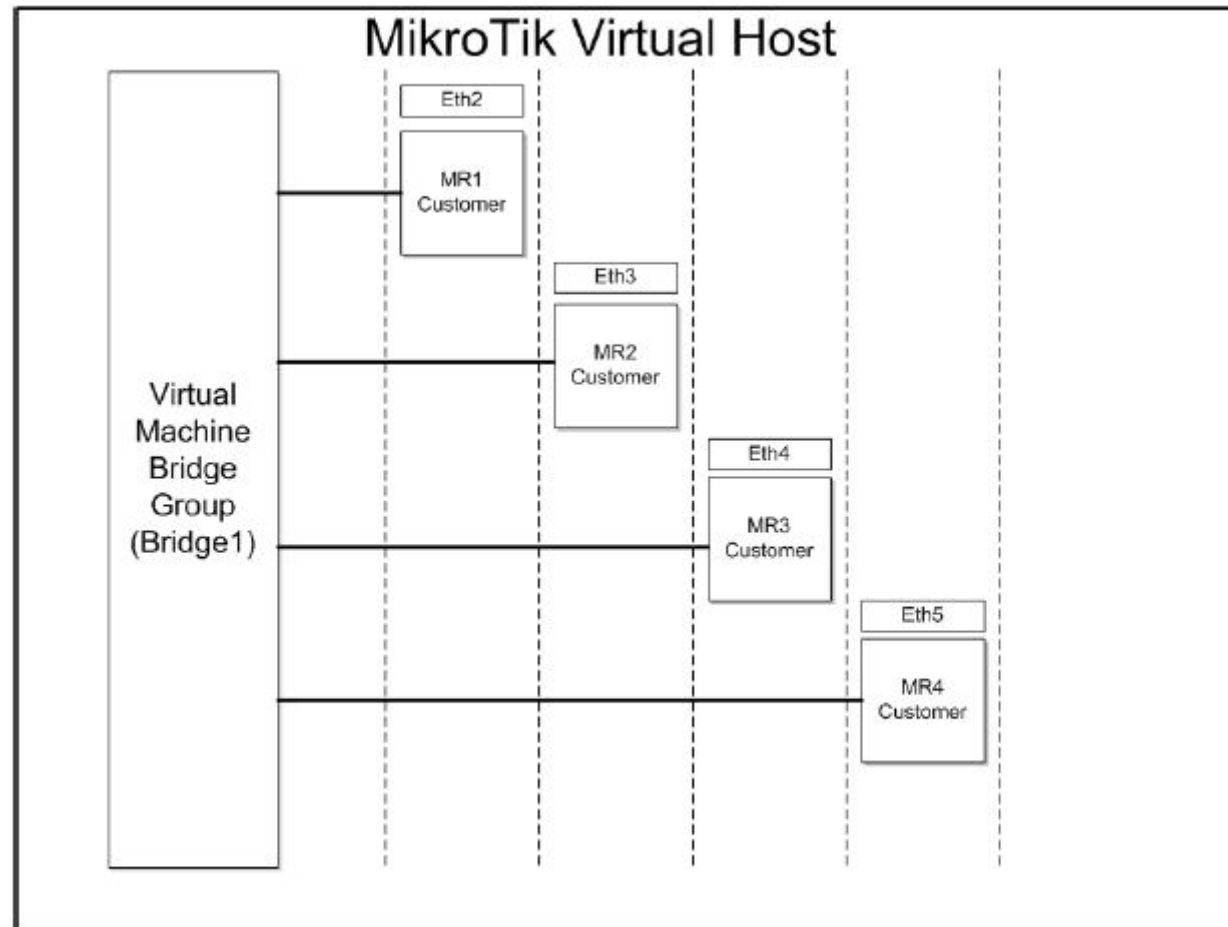 MikroTik Virtual Host
Virtual
Machine
Bridge
Group
(Bridge1)
Eth2
MR1
Customer
Eth3
MR2
Customer
Eth4
MR3
Customer
Eth5
MR4
Customer